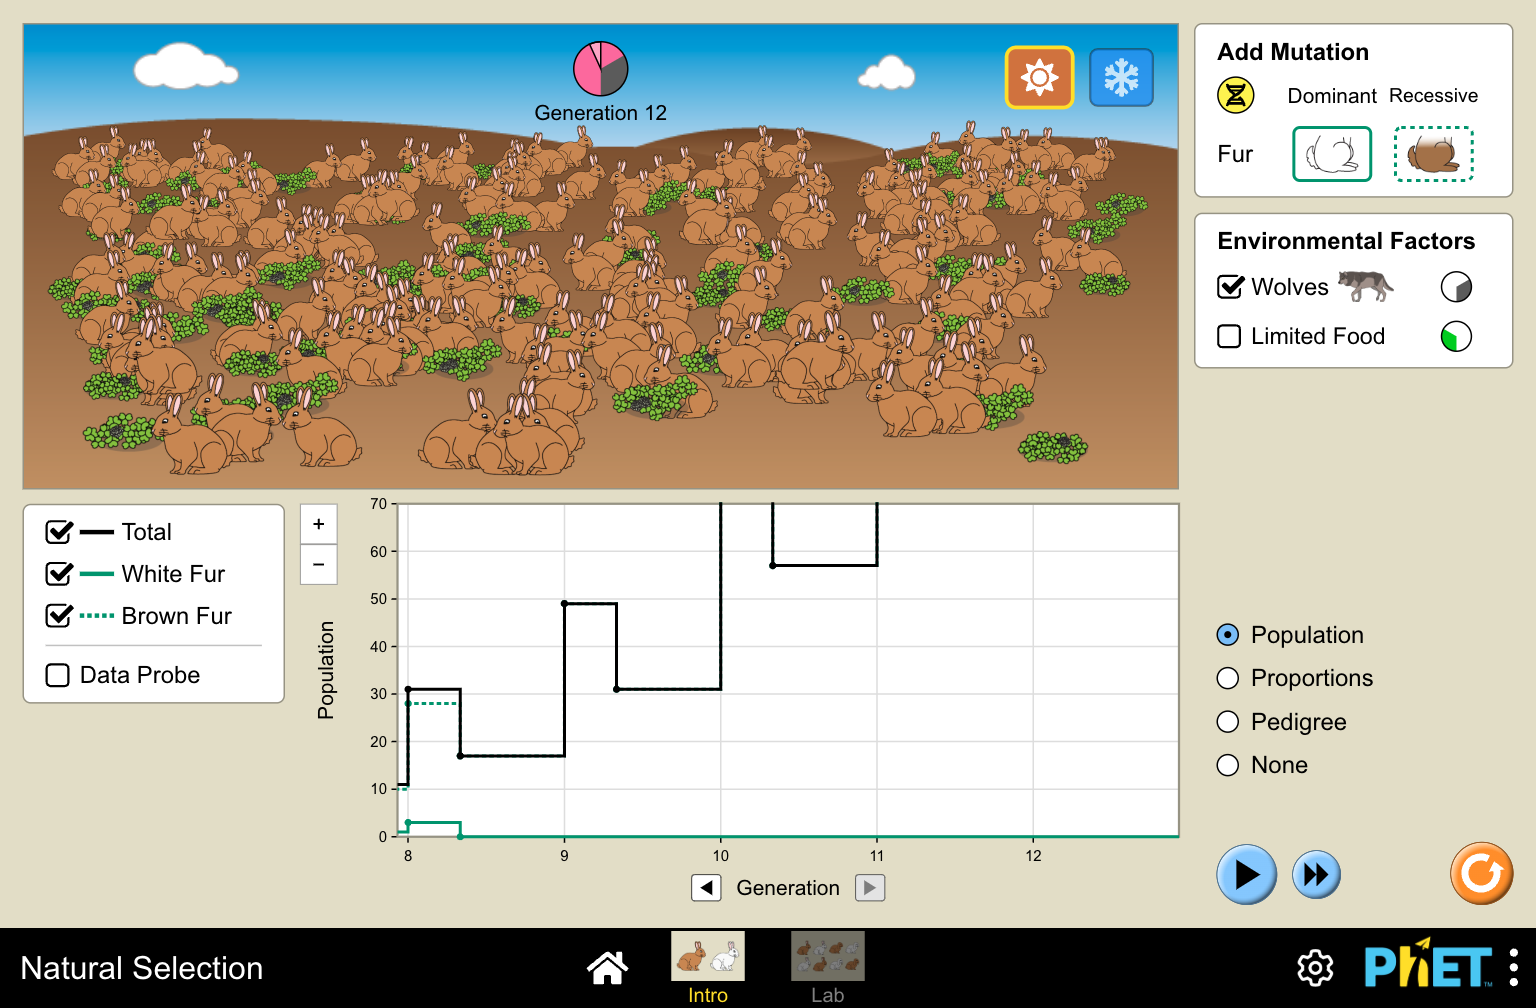 Generation 12
Add Mutation
Dominant Recessive
Fur
Environmental Factors
Wolves
Limited Food
Total
White Fur
Brown Fur
Data Probe
+
−
Population
70
60
50
40
30
20
10
0
8 9 10 11 12
Generation
Population
Proportions
Pedigree
None
Natural Selection
Intro
Lab
PhET™